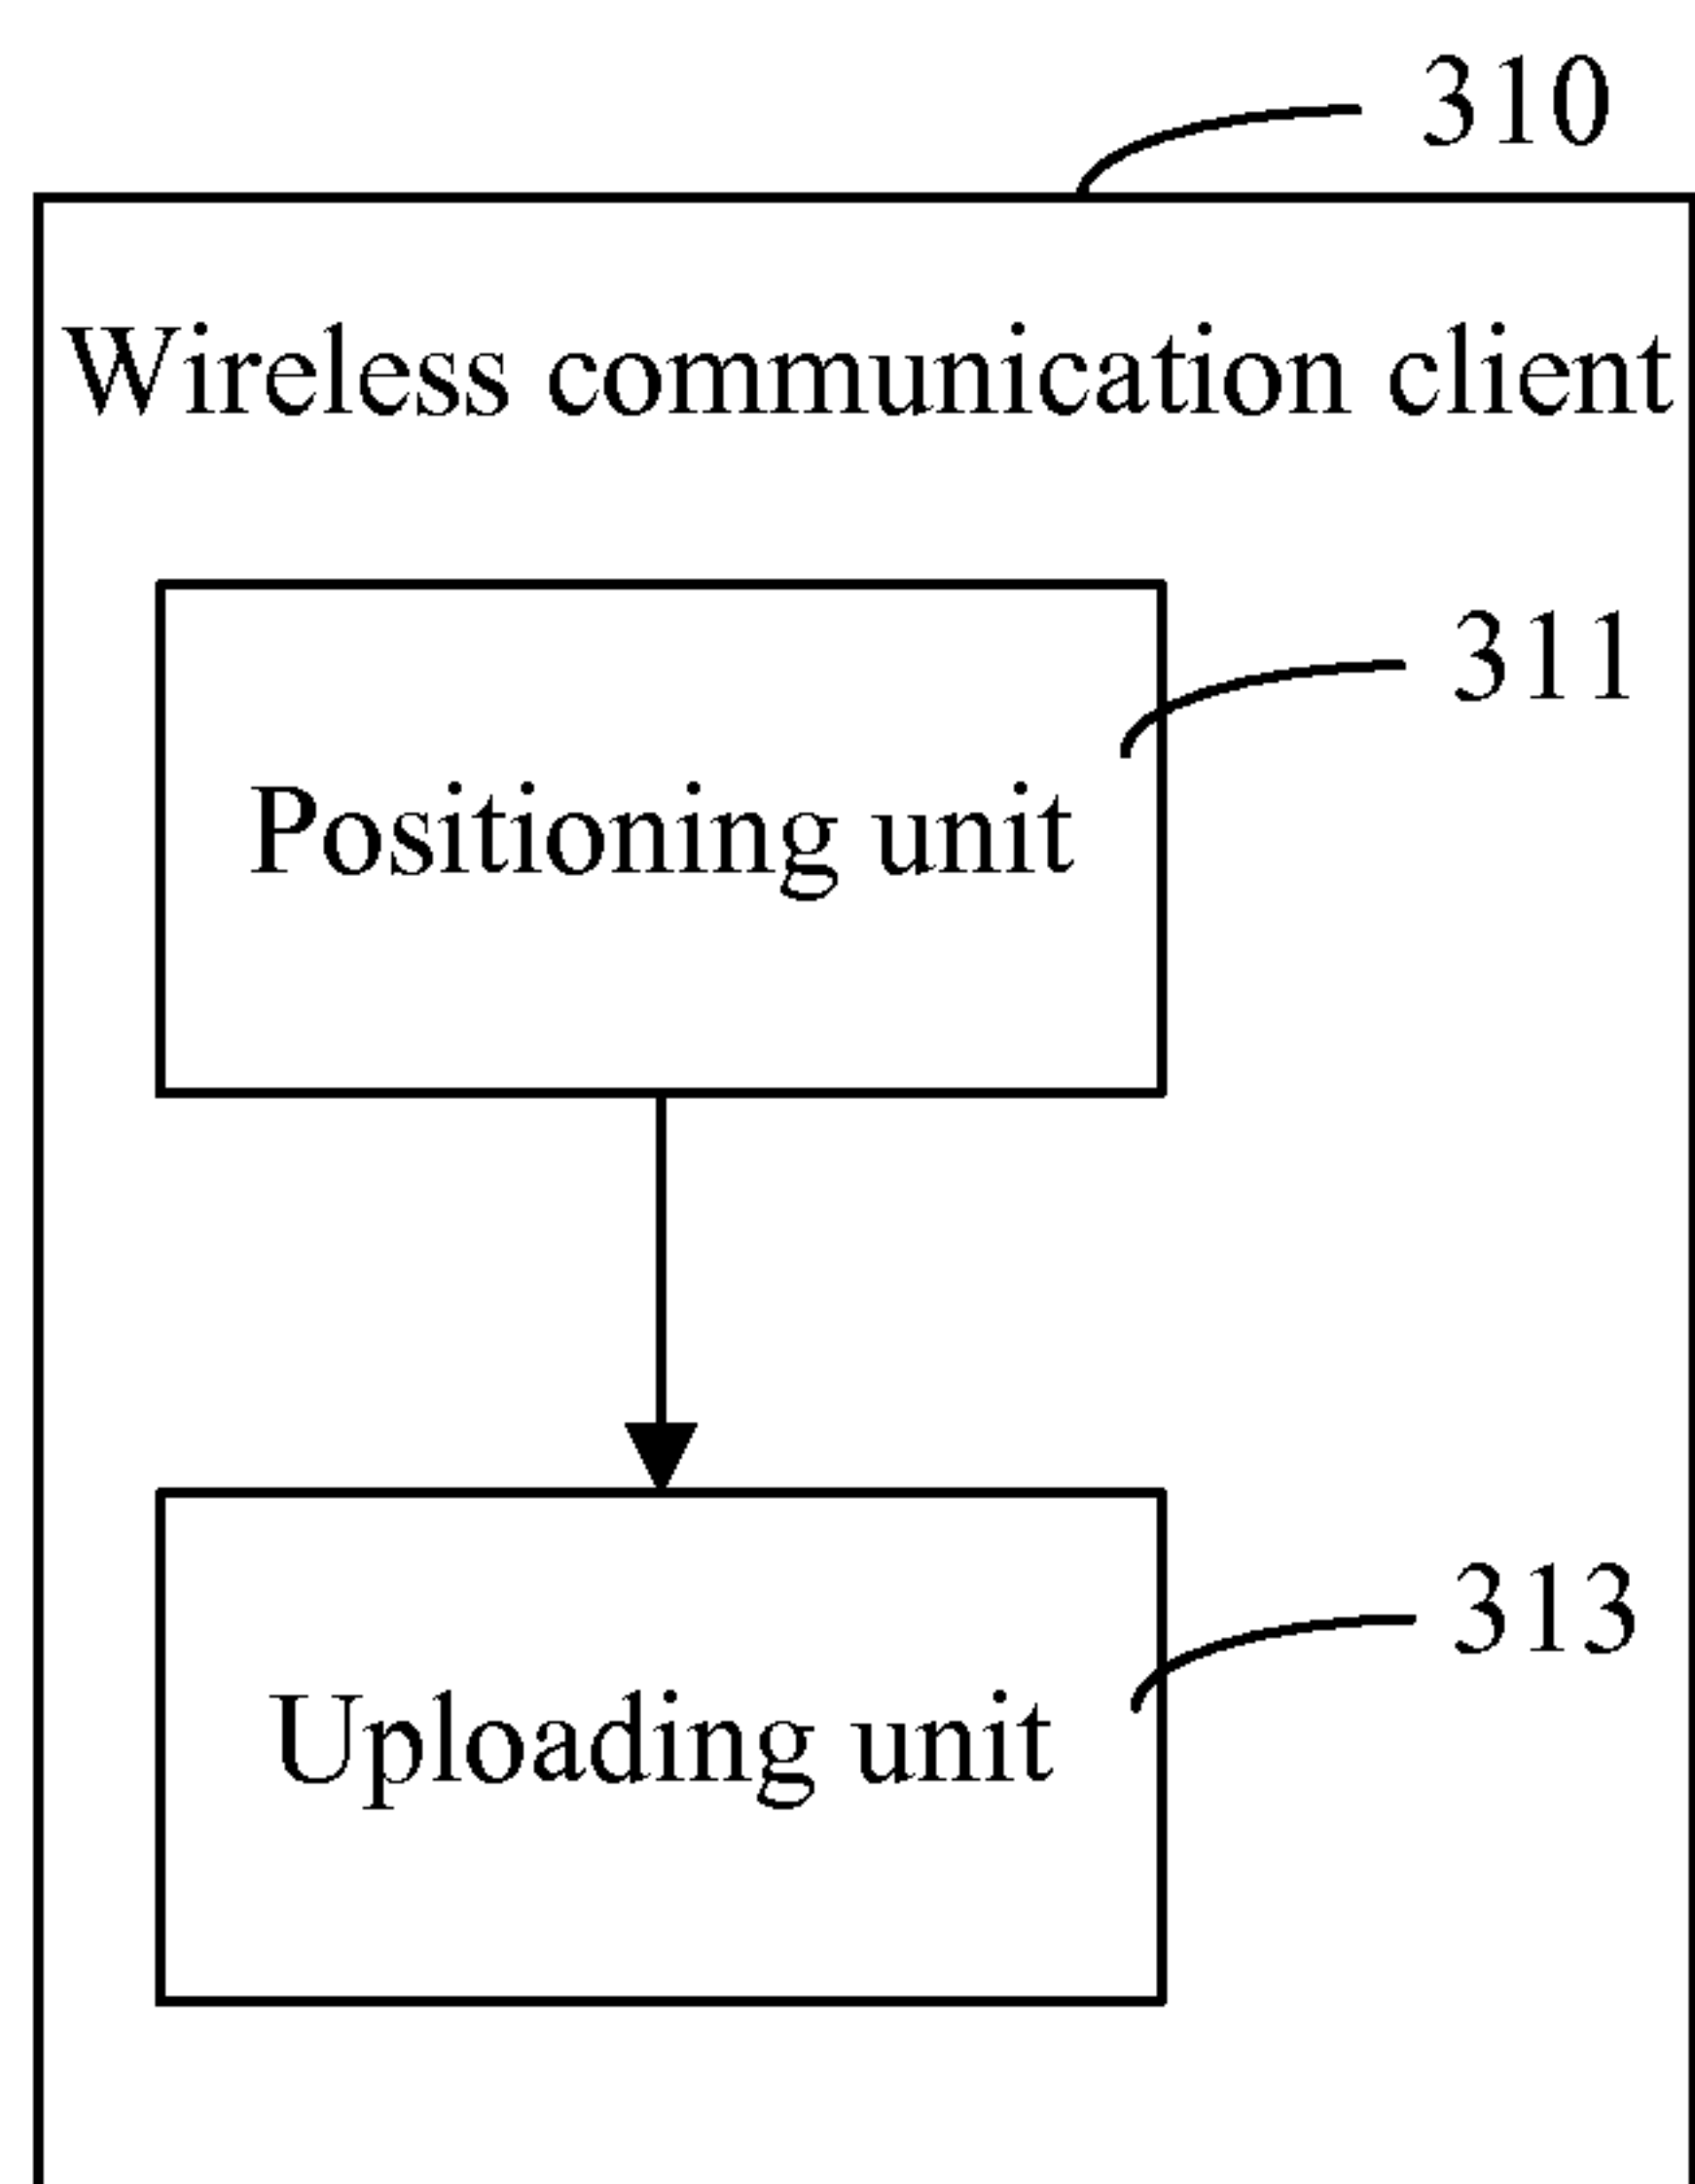 310
Wireless communication client
311
Positioning unit
313
Uploading unit